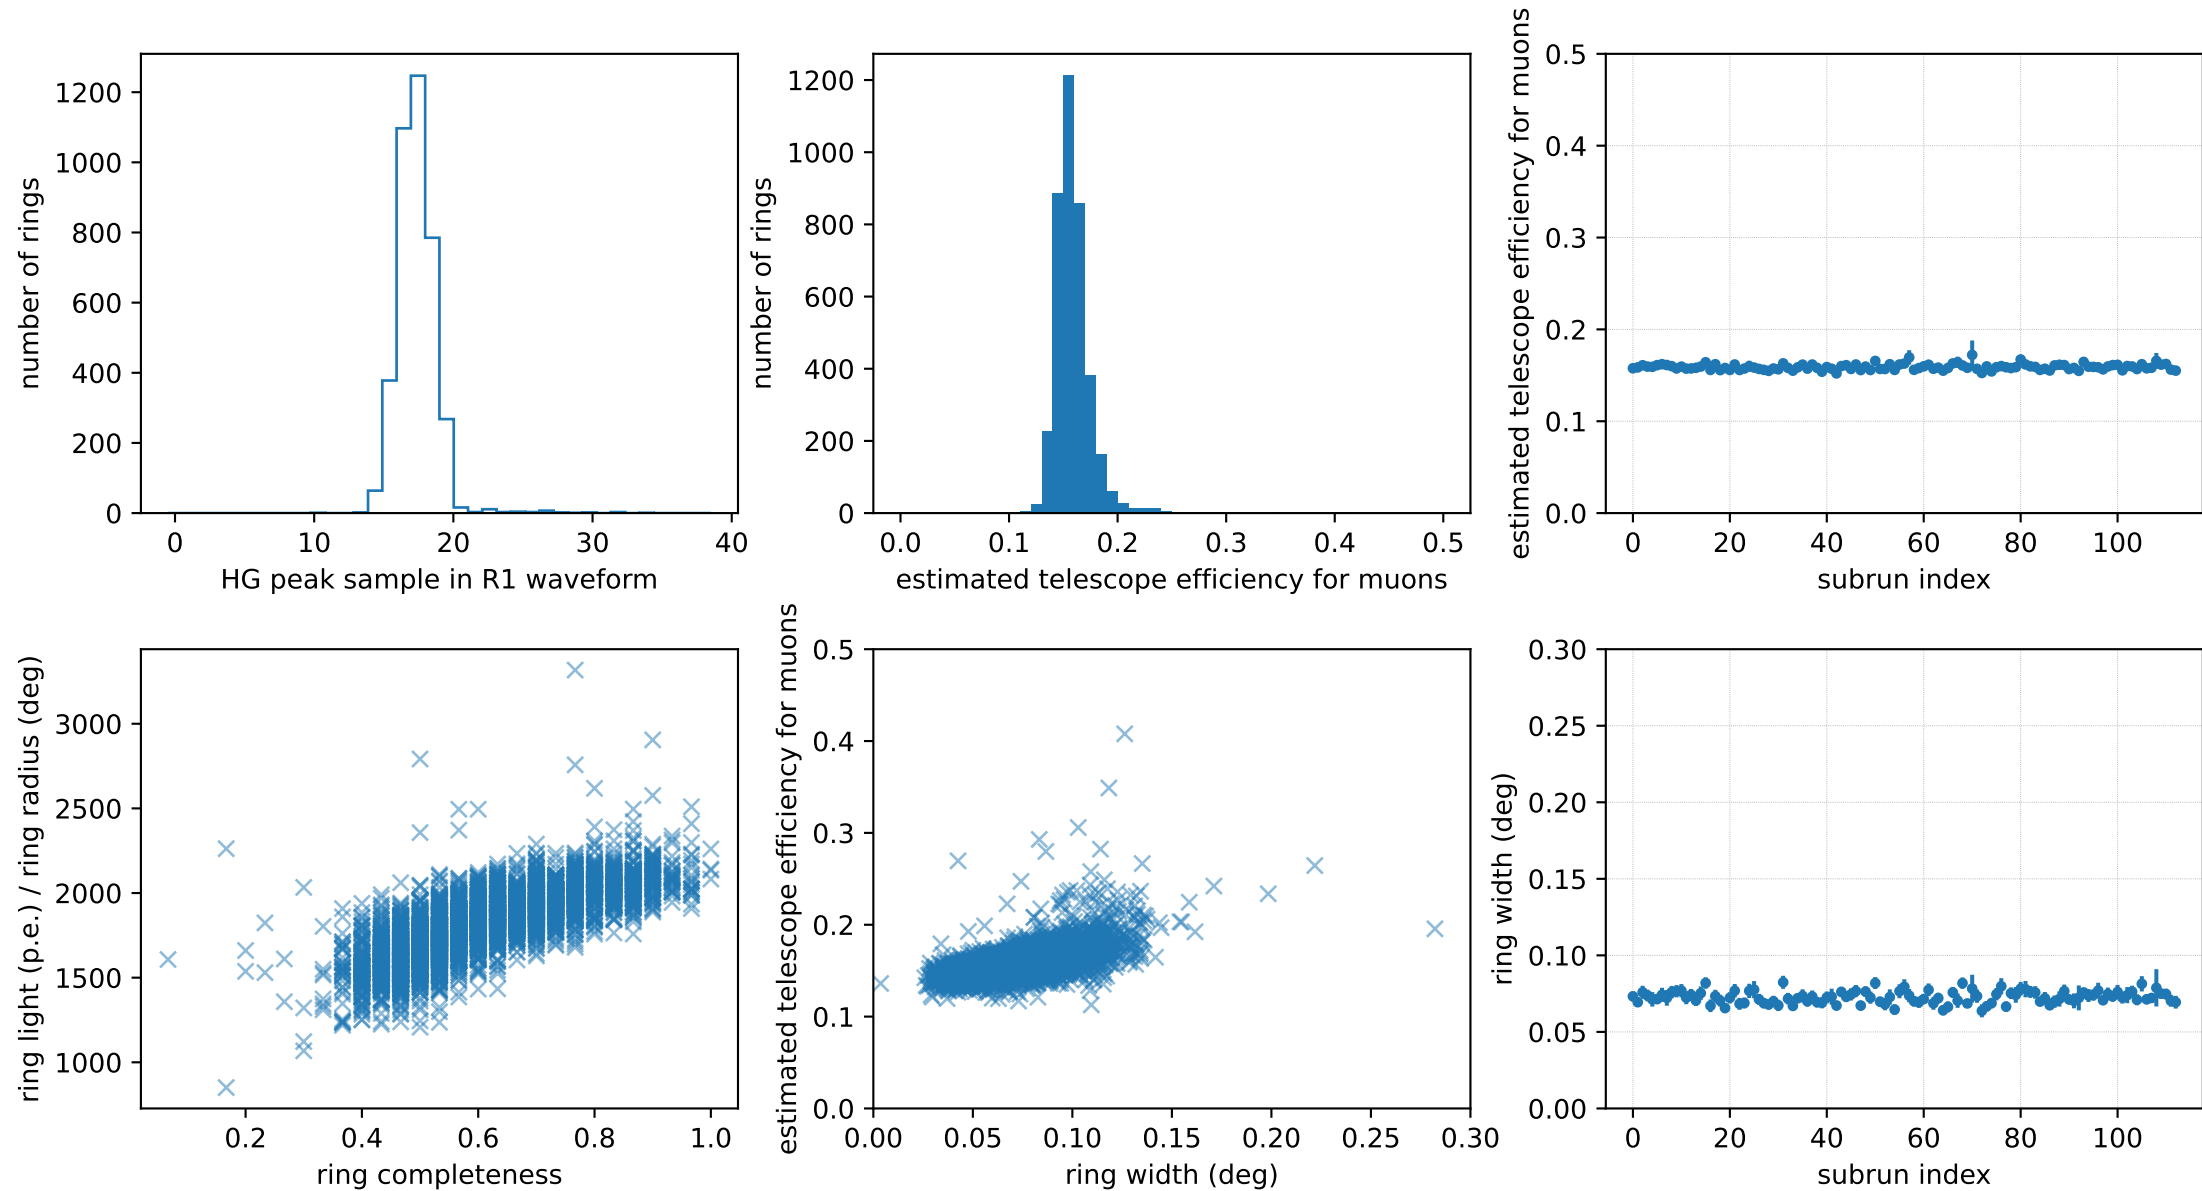 number of rings
1200
1000
800
600
400
200
0
0 10 20 30 40
HG peak sample in R1 waveform
number of rings
1200
1000
800
600
400
200
0
0.0 0.1 0.2 0.3 0.4 0.5
estimated telescope efficiency for muons
estimated telescope efficiency for muons
0.5
0.4
0.3
0.2
0.1
0.0
0 20 40 60 80 100
subrun index
ring light (p.e.) / ring radius (deg)
3000
2500
2000
1500
1000
0.2 0.4 0.6 0.8 1.0
ring completeness
estimated telescope efficiency for muons
0.5
0.4
0.3
0.2
0.1
0.0
0.00 0.05 0.10 0.15 0.20 0.25 0.30
ring width (deg)
ring width (deg)
0.30
0.25
0.20
0.15
0.10
0.05
0.00
0 20 40 60 80 100
subrun index